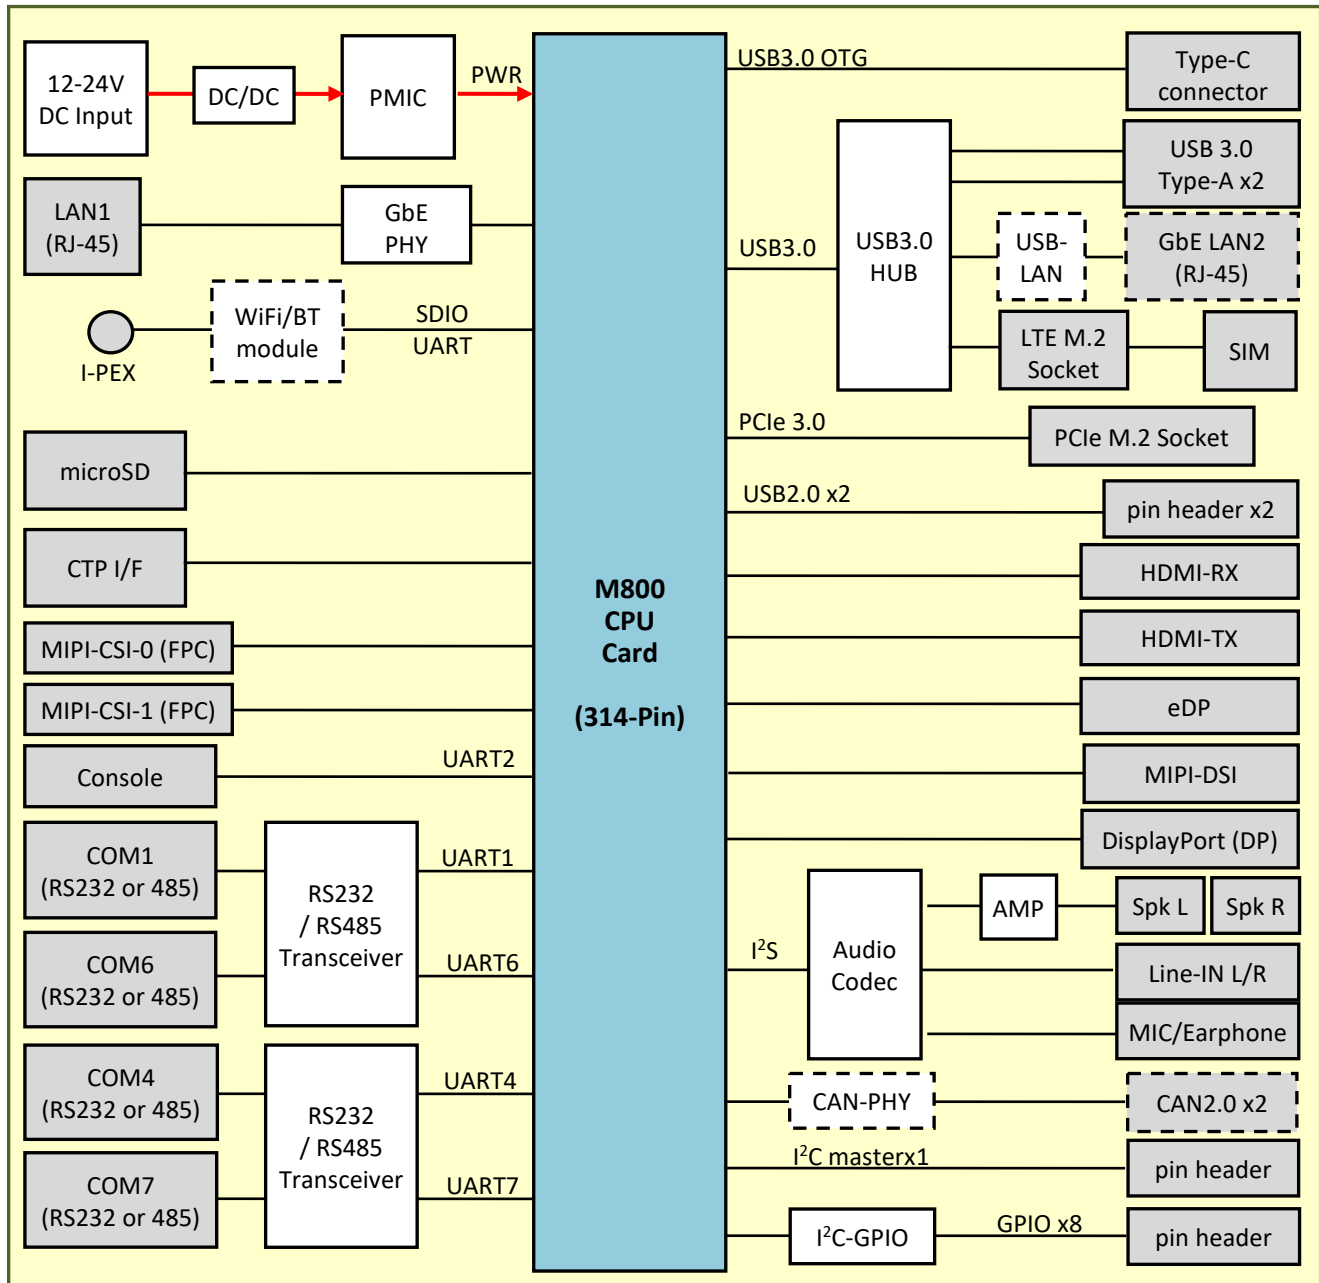 12-24V
DC Input
DC/DC
PMIC
PWR
LAN1
(RJ-45)
GbE
PHY
WiFi/BT
module
SDIO
UART
I-PEX
microSD
CTP I/F
MIPI-CSI-0 (FPC)
MIPI-CSI-1 (FPC)
Console
UART2
COM1
(RS232 or 485)
UART1
RS232
/ RS485
Transceiver
COM6
(RS232 or 485)
UART6
COM4
(RS232 or 485)
UART4
RS232
/ RS485
Transceiver
COM7
(RS232 or 485)
UART7
M800
CPU
Card
(314-Pin)
USB3.0 OTG
Type-C
connector
USB 3.0
Type-A x2
USB3.0
USB3.0
HUB
USB-
LAN
GbE LAN2
(RJ-45)
LTE M.2
Socket
SIM
PCIe 3.0
PCIe M.2 Socket
USB2.0 x2
pin header x2
HDMI-RX
HDMI-TX
eDP
MIPI-DSI
DisplayPort (DP)
I²S
Audio
Codec
AMP
Spk L
Spk R
Line-IN L/R
MIC/Earphone
CAN-PHY
CAN2.0 x2
I²C masterx1
pin header
I²C-GPIO
GPIO x8
pin header